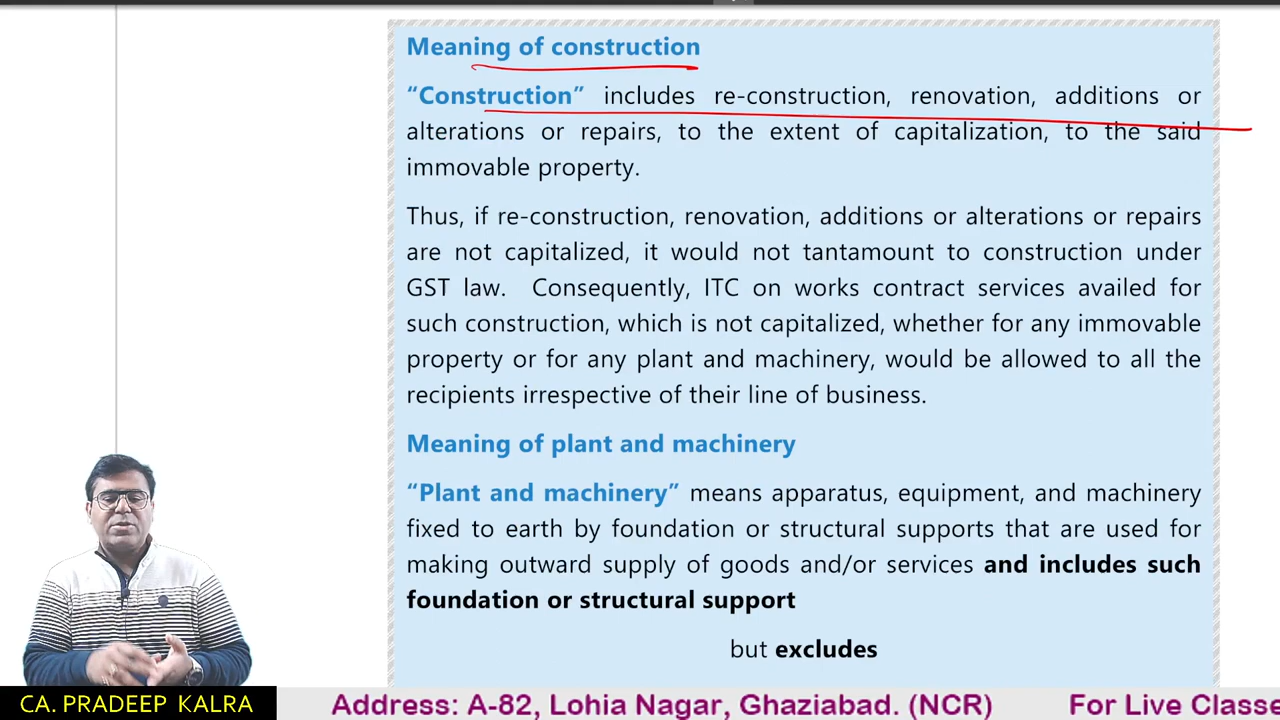 Meaning of construction
“Construction” includes re-construction, renovation, additions or
alterations or repairs, to the extent of capitalization, to the said
immovable property.
Thus, if re-construction, renovation, additions or alterations or repairs
are not capitalized, it would not tantamount to construction under
GST law. Consequently, ITC on works contract services availed for
such construction, which is not capitalized, whether for any immovable
property or for any plant and machinery, would be allowed to all the
recipients irrespective of their line of business.
Meaning of plant and machinery
“Plant and machinery” means apparatus, equipment, and machinery
fixed to earth by foundation or structural supports that are used for
making outward supply of goods and/or services and includes such
foundation or structural support
but excludes
CA. PRADEEP KALRA
Address: A-82, Lohia Nagar, Ghaziabad. (NCR) For Live Classe